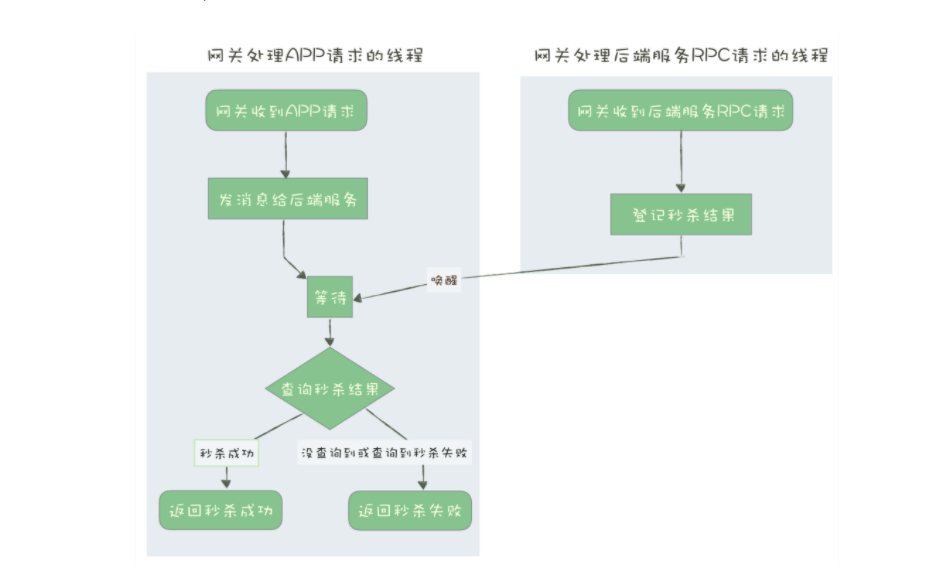 网关处理APP请求的线程
网关收到APP请求
发消息给后端服务
等待
查询秒杀结果
秒杀成功
没查询到或查询到秒杀失败
返回秒杀成功
返回秒杀失败
网关处理后端服务RPC请求的线程
网关收到后端服务RPC请求
登记秒杀结果
唤醒